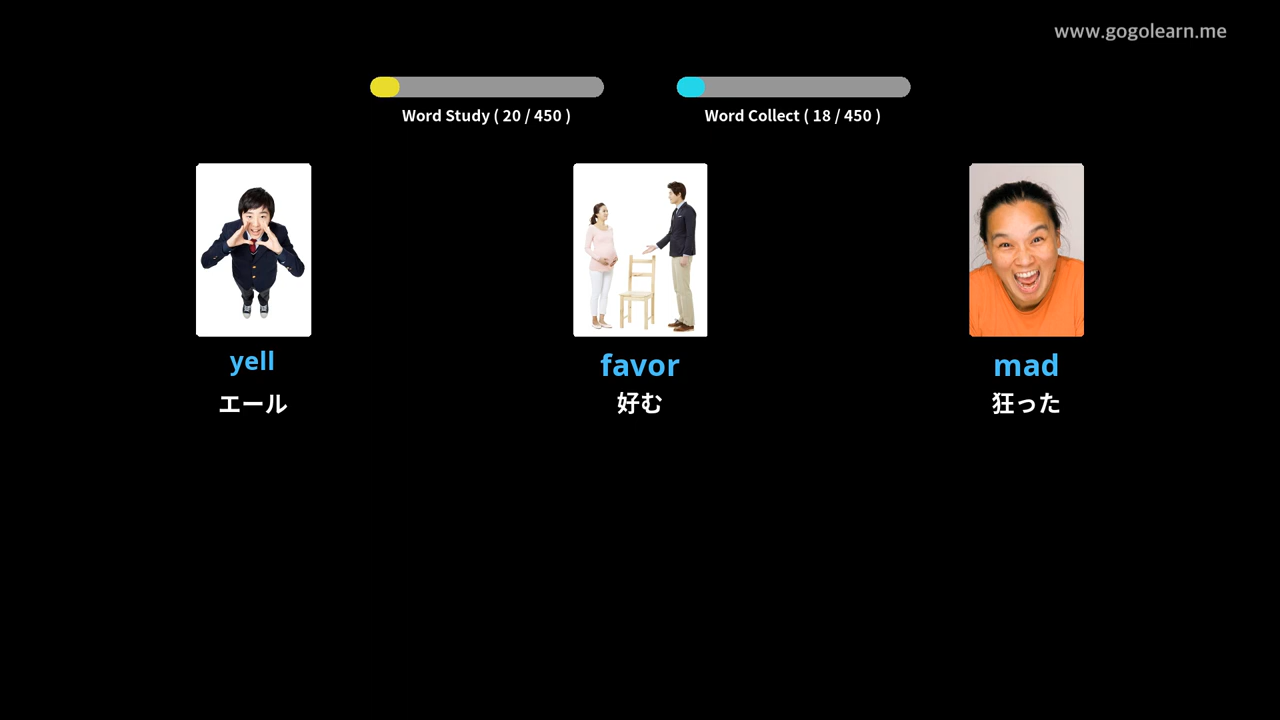 www.gogolearn.me
Word Study ( 20 / 450 )
Word Collect ( 18 / 450 )
yell
favor
mad
エール
好む
狂った